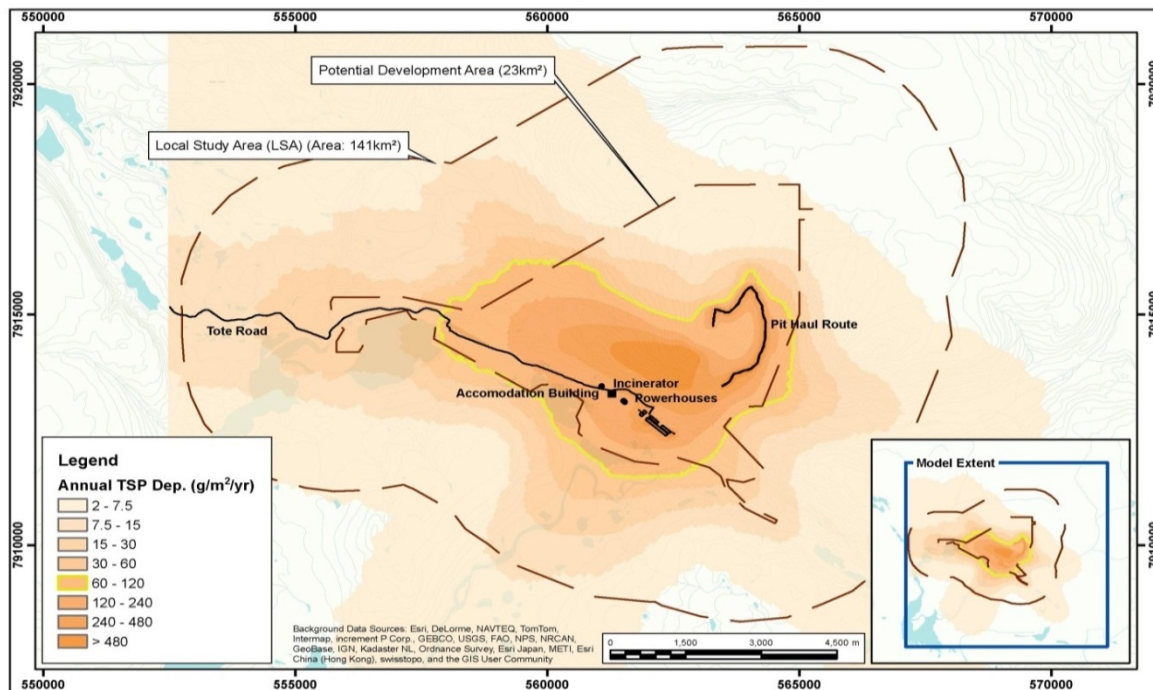 550000 555000 560000 565000 570000
7920000 7920000
Potential Development Area (23km²)
Local Study Area (LSA) (Area: 141km²)
7915000 7915000
Tote Road
Pit Haul Route
Incinerator
Accomodation Building
Powerhouses
Legend
Annual TSP Dep. (g/m²/yr)
2 - 7.5
7.5 - 15
15 - 30
30 - 60
60 - 120
120 - 240
240 - 480
> 480
Model Extent
7910000 7910000
Background Data Sources: Esri, DeLorme, NAVTEQ, TomTom,
Intermap, increment P Corp., GEBCO, USGS, FAO, NPS, NRCAN,
GeoBase, IGN, Kadaster NL, Ordnance Survey, Esri Japan, METI, Esri
China (Hong Kong), swisstopo, and the GIS User Community
0 1,500 3,000 4,500 m
550000 555000 560000 565000 570000